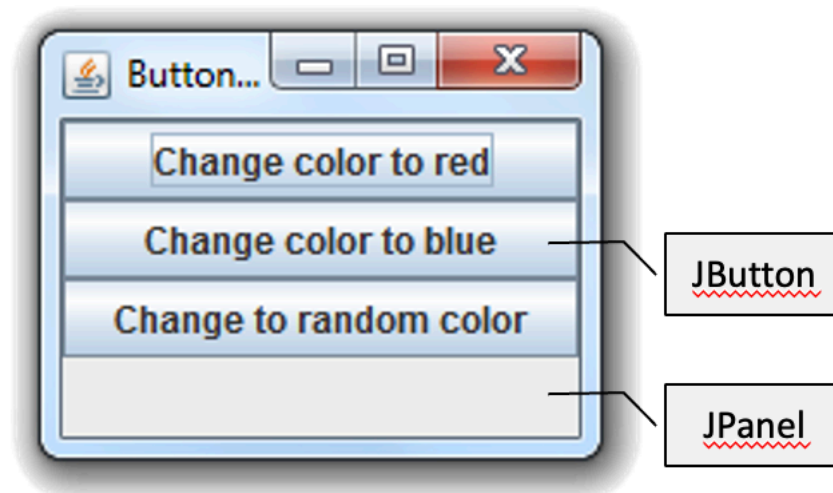 Button...
Change color to red
Change color to blue
JButton
Change to random color
JPanel